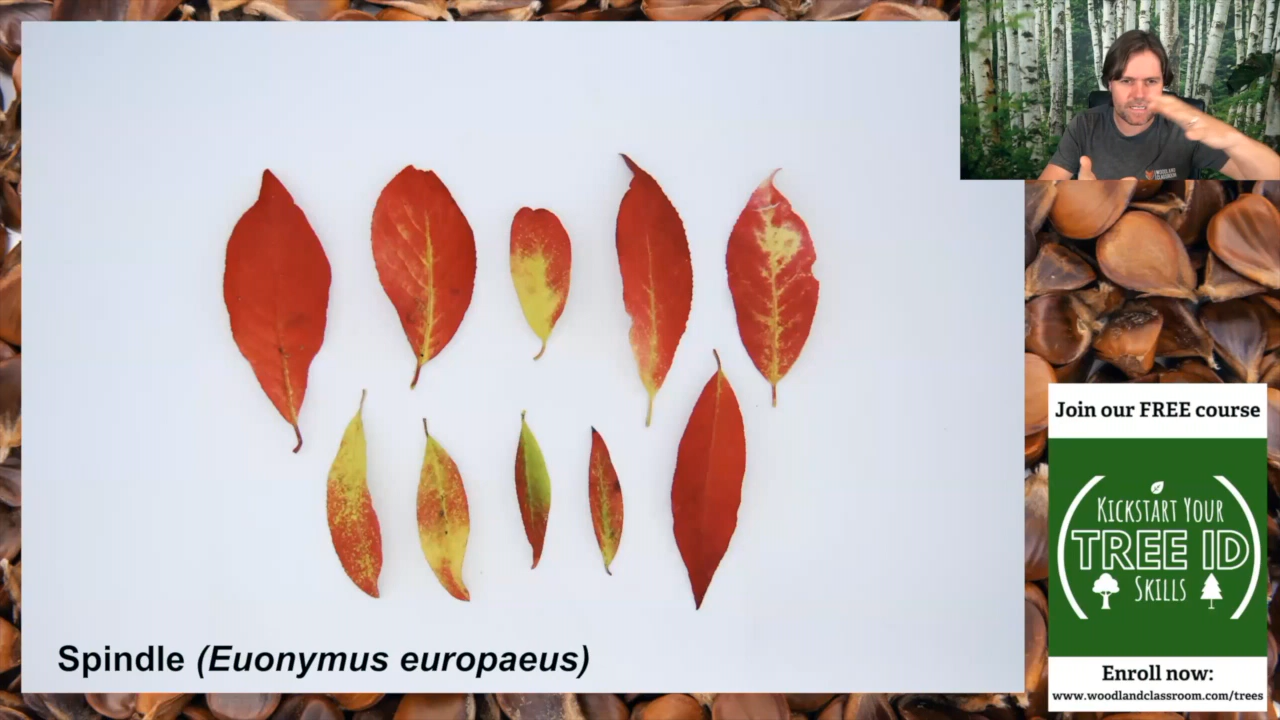 Join our FREE course
KICKSTART YOUR
TREE ID
SKILLS
Enroll now:
www.woodlandclassroom.com/trees
Spindle (Euonymus europaeus)